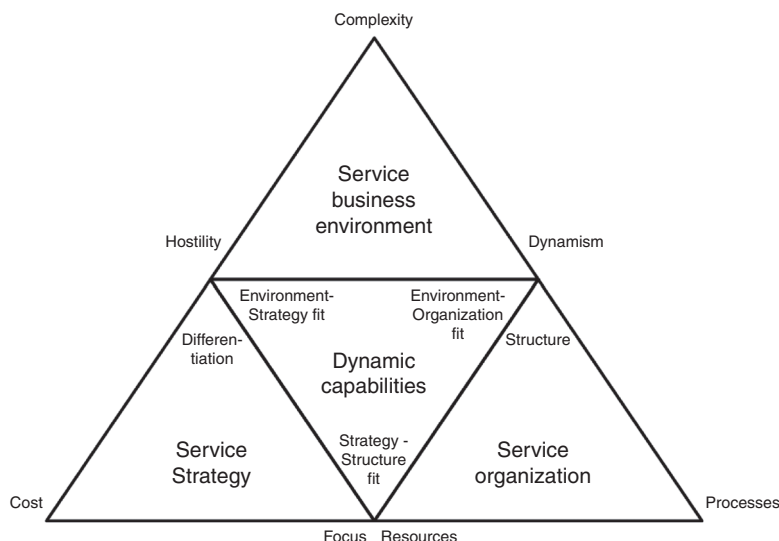 Complexity
Service
business
environment
Hostility
Dynamism
Environment-
Strategy fit
Environment-
Organization
fit
Differen-
tiation
Structure
Dynamic
capabilities
Service
Strategy
Strategy -
Structure
fit
Service
organization
Cost
Processes
Focus
Resources